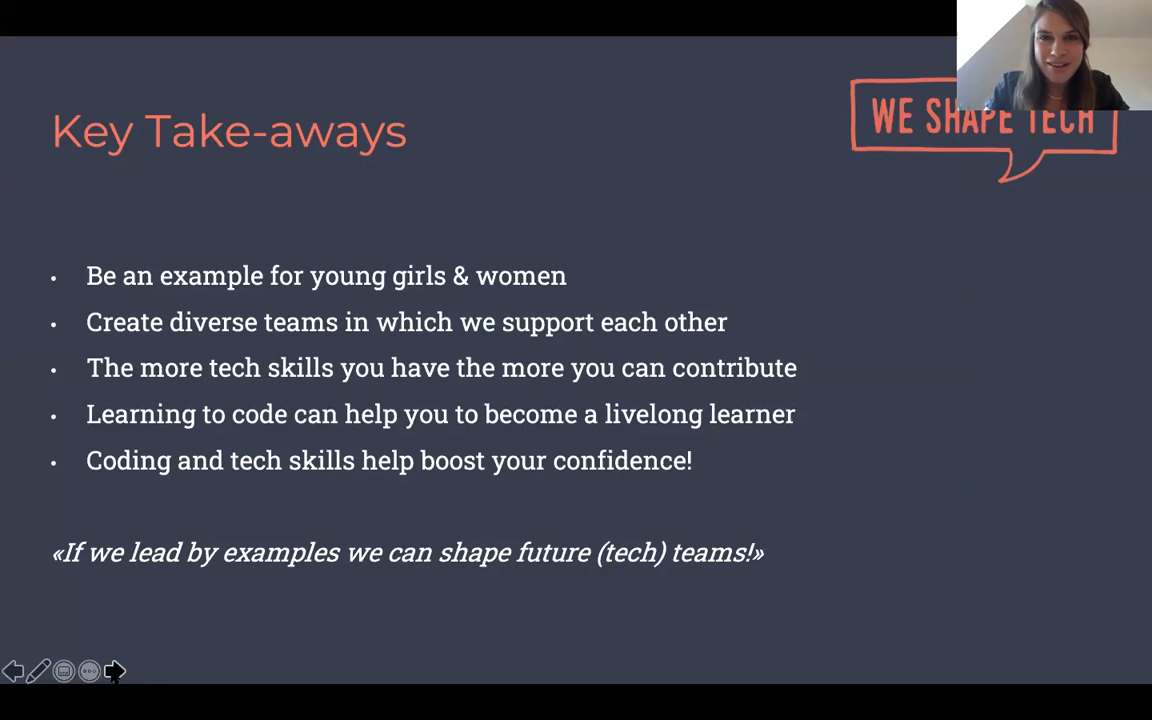 WE SHAPE TECH
Key Take-aways
• Be an example for young girls & women
• Create diverse teams in which we support each other
• The more tech skills you have the more you can contribute
• Learning to code can help you to become a livelong learner
• Coding and tech skills help boost your confidence!
«If we lead by examples we can shape future (tech) teams!»